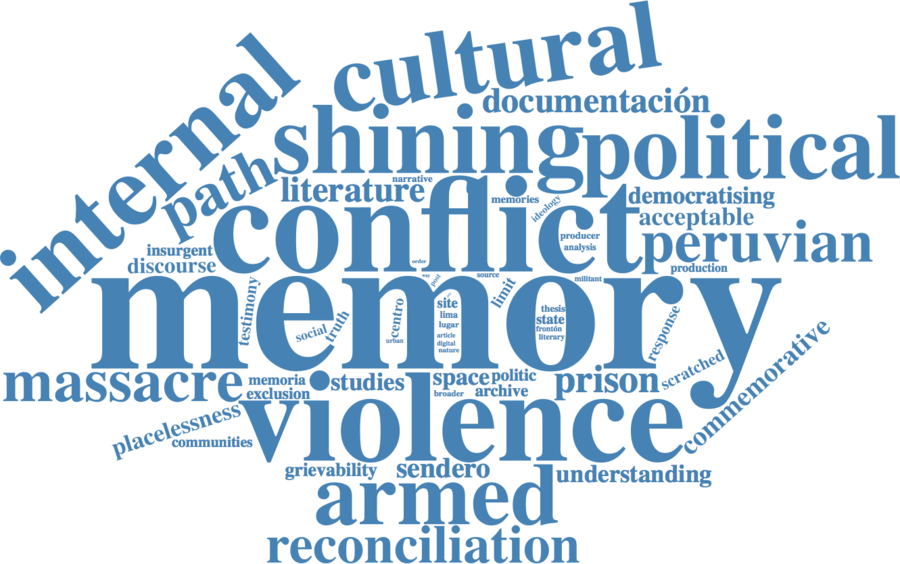 cultural
internal
documentación
shining
political
path
narrative
literature
memories
ideology
democratising
acceptable
conflict
producer
analysis
peruvian
insurgent
discourse
order
production
memory
testimony
social
truth
centro
urban
way
post
source
limit
militant
site
lima
lugar
article
digital
nature
thesis
state
frontón
literary
response
scratched
commemorative
massacre
memoria
exclusion
studies
space
politic
broader
archive
prison
placelessness
communities
violence
grievability
sendero
understanding
armed
reconciliation